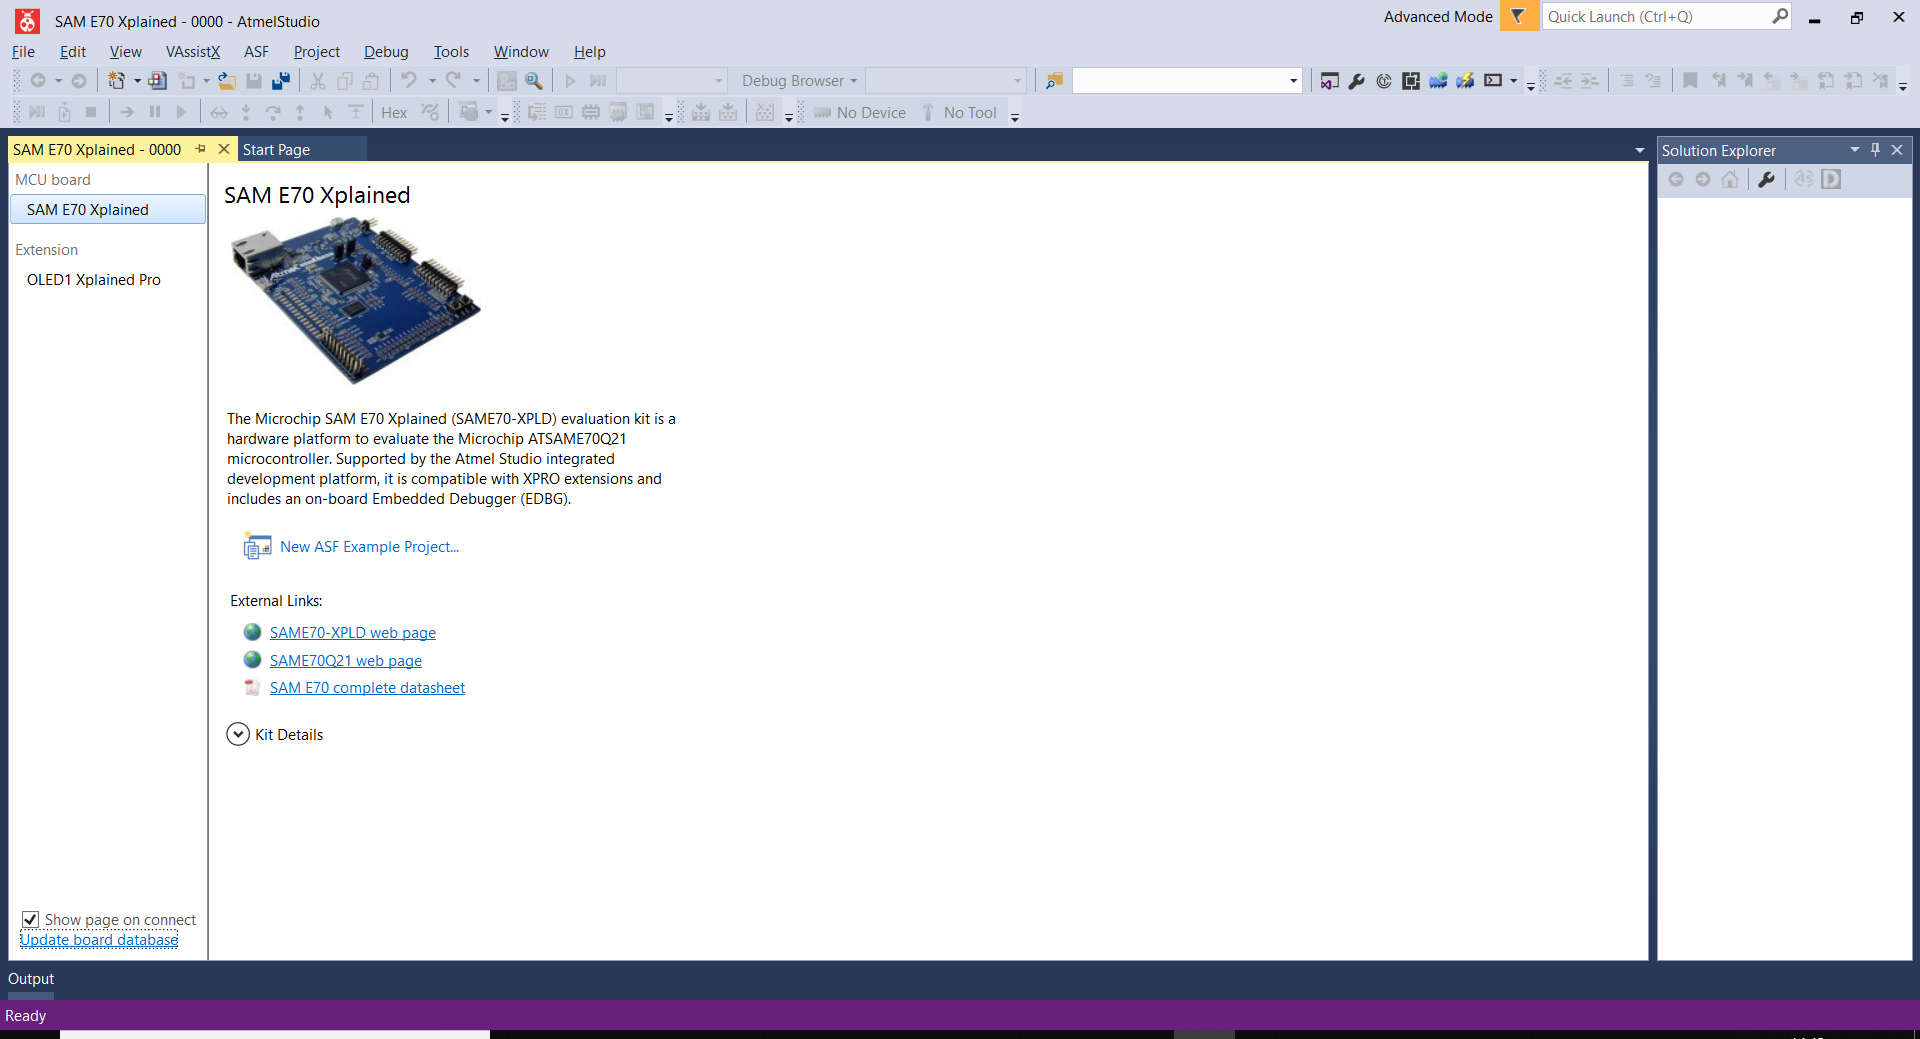 SAM E70 Xplained - 0000 - AtmelStudio
Advanced Mode
Quick Launch (Ctrl+Q)
File Edit View VAssistX ASF Project Debug Tools Window Help
Debug Browser
Hex
No Device
No Tool
SAM E70 Xplained - 0000
Start Page
Solution Explorer
MCU board
SAM E70 Xplained
Extension
OLED1 Xplained Pro
SAM E70 Xplained
Atmel
The Microchip SAM E70 Xplained (SAME70-XPLD) evaluation kit is a
hardware platform to evaluate the Microchip ATSAME70Q21
microcontroller. Supported by the Atmel Studio integrated
development platform, it is compatible with XPRO extensions and
includes an on-board Embedded Debugger (EDBG).
New ASF Example Project...
External Links:
SAME70-XPLD web page
SAME70Q21 web page
SAM E70 complete datasheet
Kit Details
Show page on connect
Update board database
Output
Ready